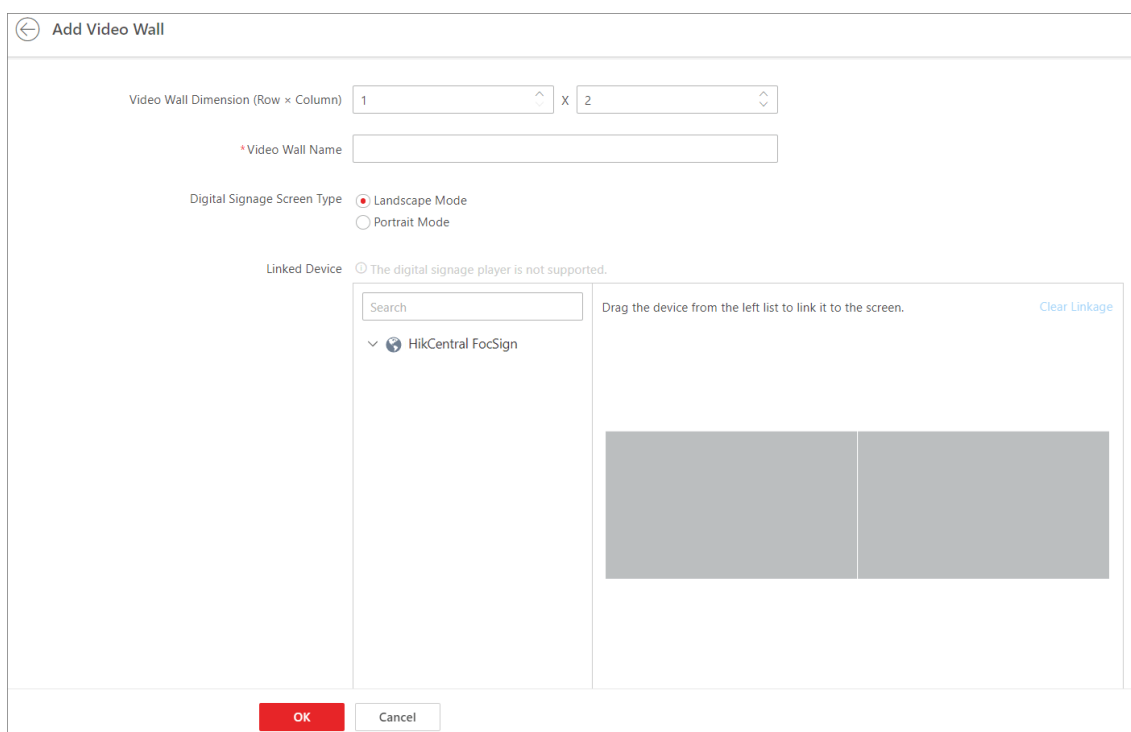 Add Video Wall
Video Wall Dimension (Row × Column) 1 X 2
*Video Wall Name
Digital Signage Screen Type Landscape Mode
Portrait Mode
Linked Device The digital signage player is not supported.
Search Drag the device from the left list to link it to the screen. Clear Linkage
HikCentral FocSign
OK Cancel